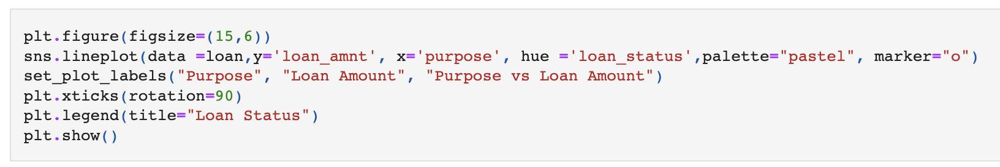 plt.figure(figsize=(15,6))
sns.lineplot(data =loan,y='loan_amnt', x='purpose', hue ='loan_status',palette="pastel", marker="o")
set_plot_labels("Purpose", "Loan Amount", "Purpose vs Loan Amount")
plt.xticks(rotation=90)
plt.legend(title="Loan Status")
plt.show()